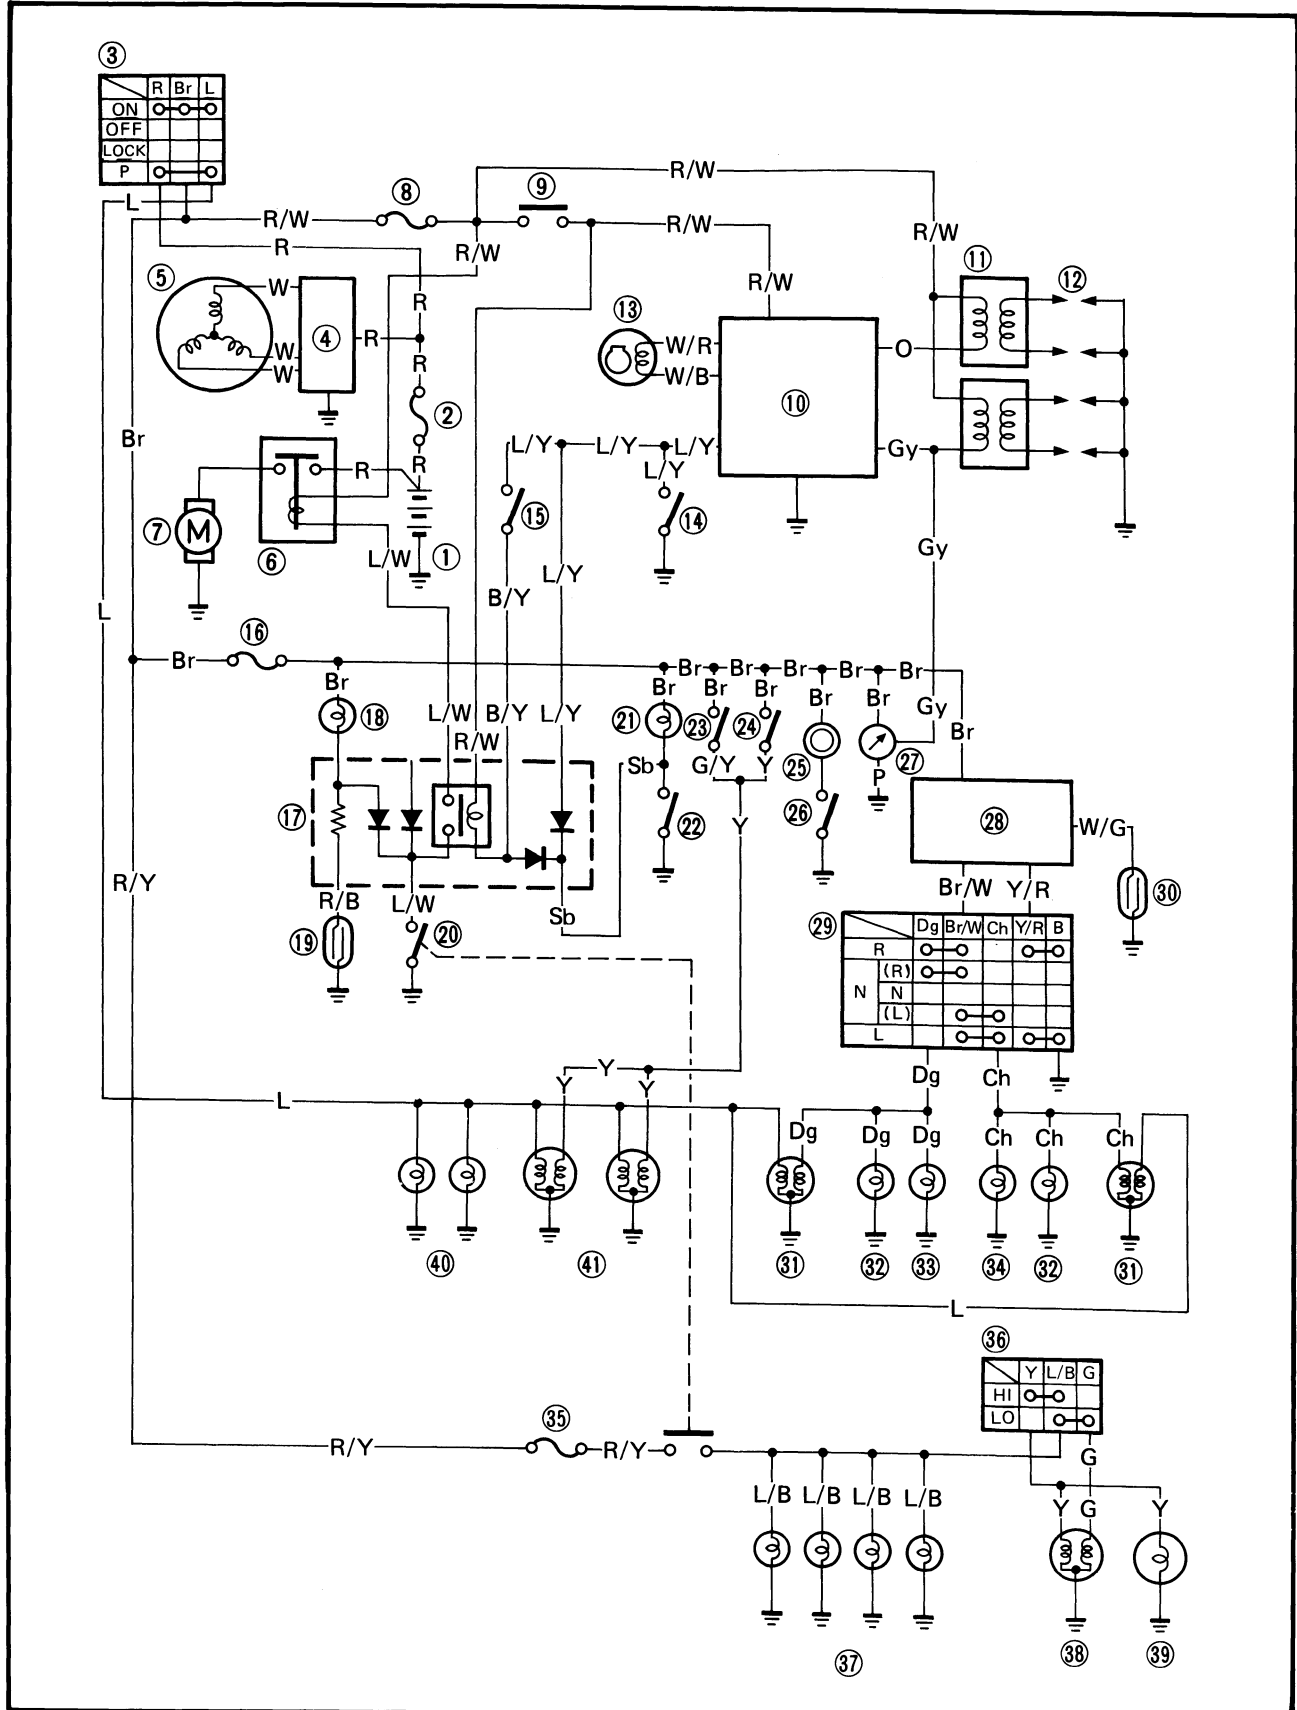 ③
R Br L
ON
OFF
LOCK
P
L
R/W
⑧
⑨
R/W
R/W
R
R/W
R/W
R/W
⑤
W
W
W
④
R
R
R
②
R
⑪
⑫
⑬
W/R
W/B
⑩
O
Gy
Br
R
⑦
M
⑥
①
L/W
L/Y
L/Y
L/Y
L/Y
⑮
⑭
B/Y
L/Y
Gy
L
⑯
Br
Br
Br
Br
Br
Br
Br
Br
Br
Br
Br
Gy
Br
⑱
L/W
B/Y
L/Y
R/W
㉑
㉓
㉔
G/Y
Y
㉕
㉗
P
Sb
⑰
㉒
㉖
㉘
W/G
Y
R/Y
R/B
L/W
Sb
Br/W
Y/R
㉚
⑲
⑳
㉙
Dg Br/W Ch Y/R B
R
N
(R)
N
(L)
L
Y
Y
Y
Dg
Ch
L
Dg
Dg
Dg
Ch
Ch
Ch
㊵
㊶
㉛
㉜
㉝
㉞
㉜
㉛
L
㊱
Y L/B G
HI
LO
R/Y
㉟
R/Y
G
L/B
L/B
L/B
L/B
Y
G
Y
㊲
㊳
㊴